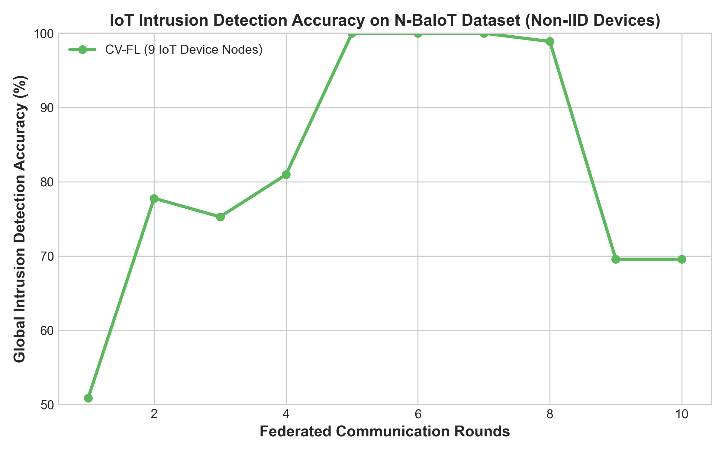 IoT Intrusion Detection Accuracy on N-BaIoT Dataset (Non-IID Devices)
CV-FL (9 IoT Device Nodes)
Global Intrusion Detection Accuracy (%)
100
90
80
70
60
50
2 4 6 8 10
Federated Communication Rounds